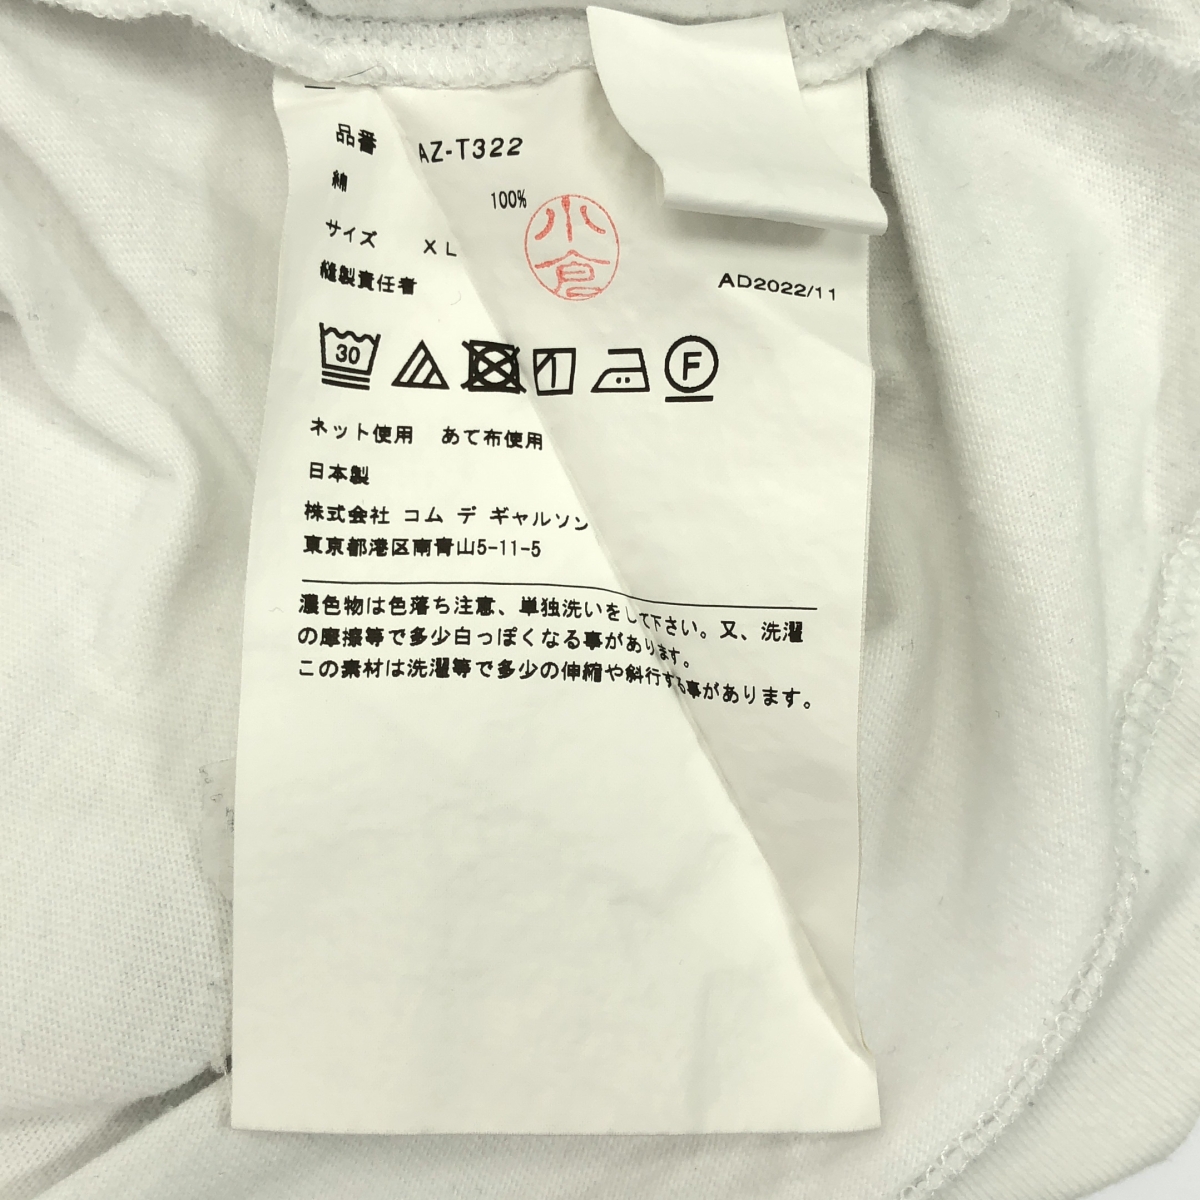 品番 AZ-T322
綿 100%
サイズ XL
縫製責任者 小倉
AD2022/11
30 F
ネット使用 あて布使用
日本製
株式会社 コム デ ギャルソン
東京都港区南青山5-11-5
濃色物は色落ち注意、単独洗いをして下さい。又、洗濯
の摩擦等で多少白っぽくなる事があります。
この素材は洗濯等で多少の伸縮や斜行する事があります。